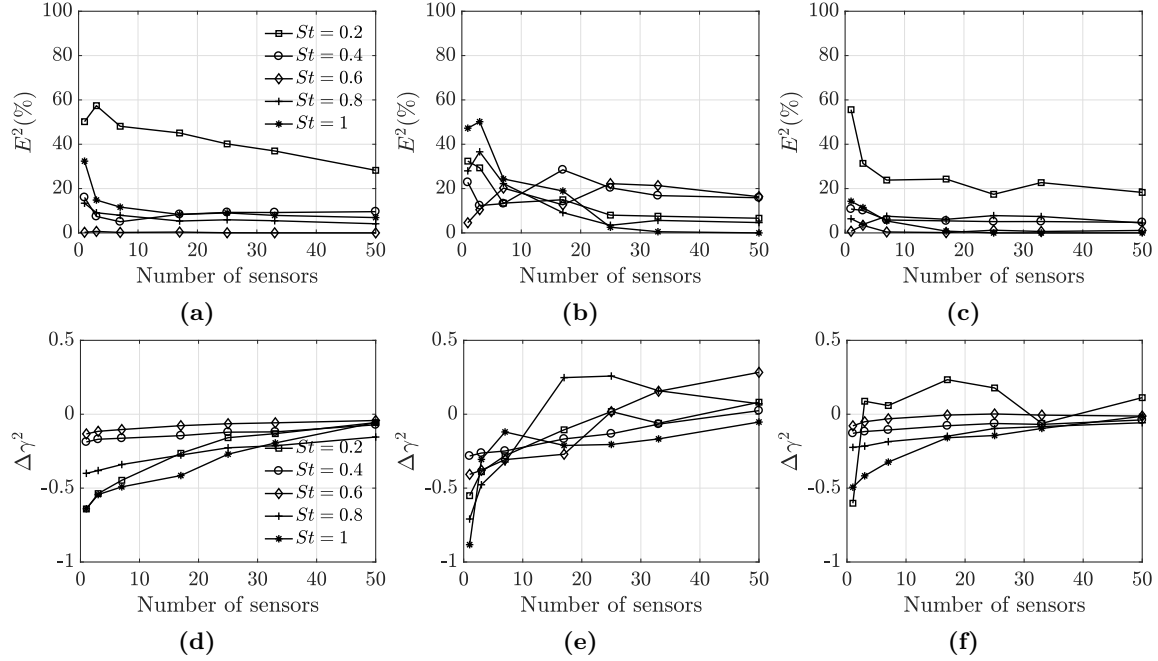 100
80
60
40
20
0
E²(%)
0 10 20 30 40 50
Number of sensors
St = 0.2
St = 0.4
St = 0.6
St = 0.8
St = 1
(a)
100
80
60
40
20
0
E²(%)
0 10 20 30 40 50
Number of sensors
(b)
100
80
60
40
20
0
E²(%)
0 10 20 30 40 50
Number of sensors
(c)
0.5
0
-0.5
-1
Δγ²
0 10 20 30 40 50
Number of sensors
St = 0.2
St = 0.4
St = 0.6
St = 0.8
St = 1
(d)
0.5
0
-0.5
-1
Δγ²
0 10 20 30 40 50
Number of sensors
(e)
0.5
0
-0.5
-1
Δγ²
0 10 20 30 40 50
Number of sensors
(f)